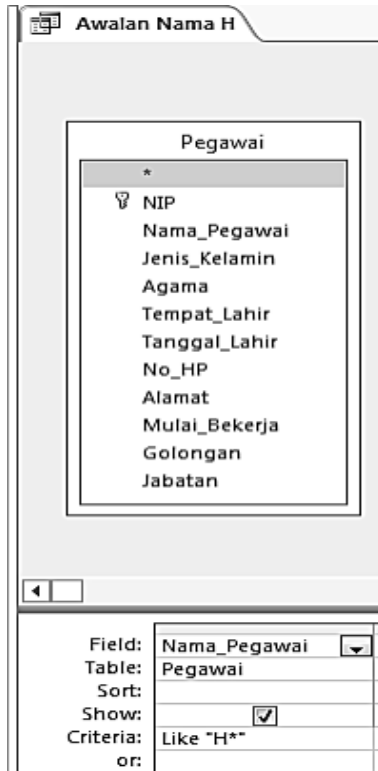 Awalan Nama H
Pegawai
*
NIP
Nama_Pegawai
Jenis_Kelamin
Agama
Tempat_Lahir
Tanggal_Lahir
No_HP
Alamat
Mulai_Bekerja
Golongan
Jabatan
Field: Nama_Pegawai
Table: Pegawai
Sort:
Show:
Criteria: Like "H*"
or: